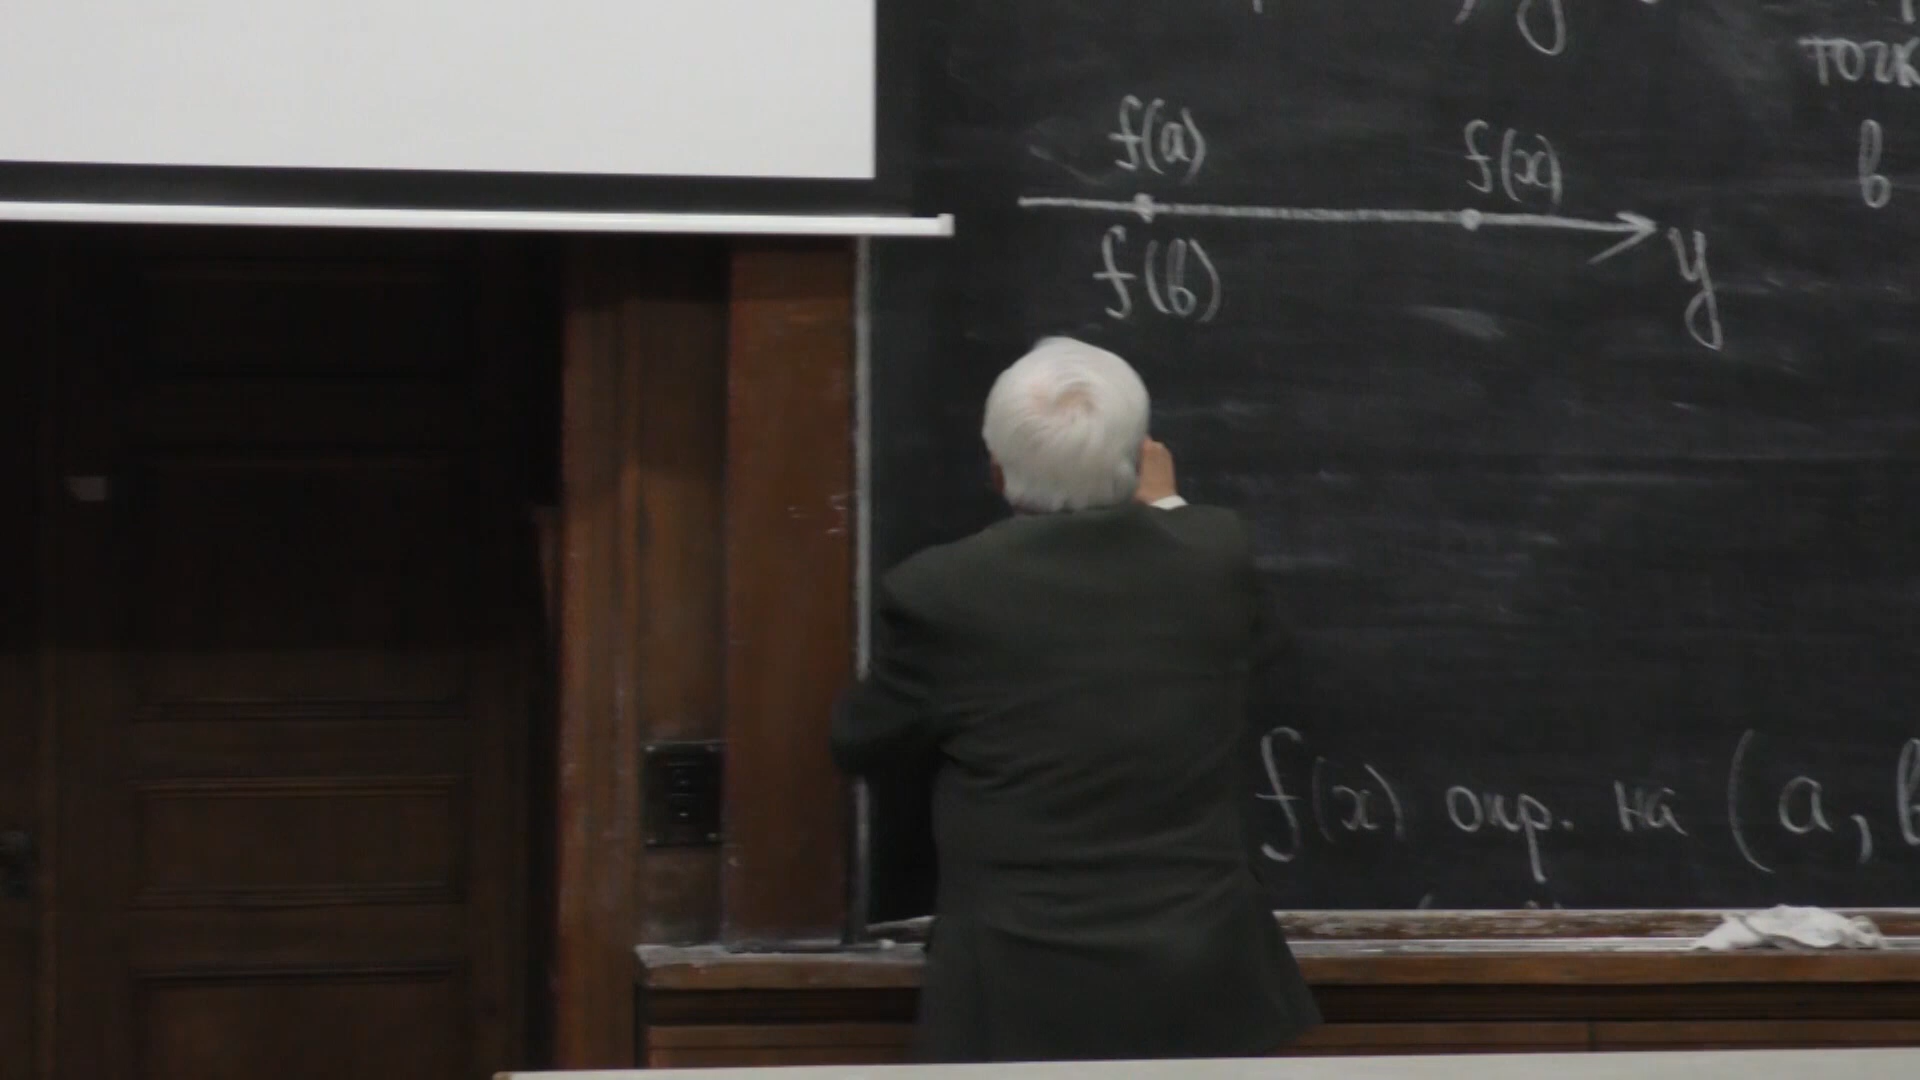 точк
f(a) f(x)
в
y
f(b)
f(x) опр. на (a, b